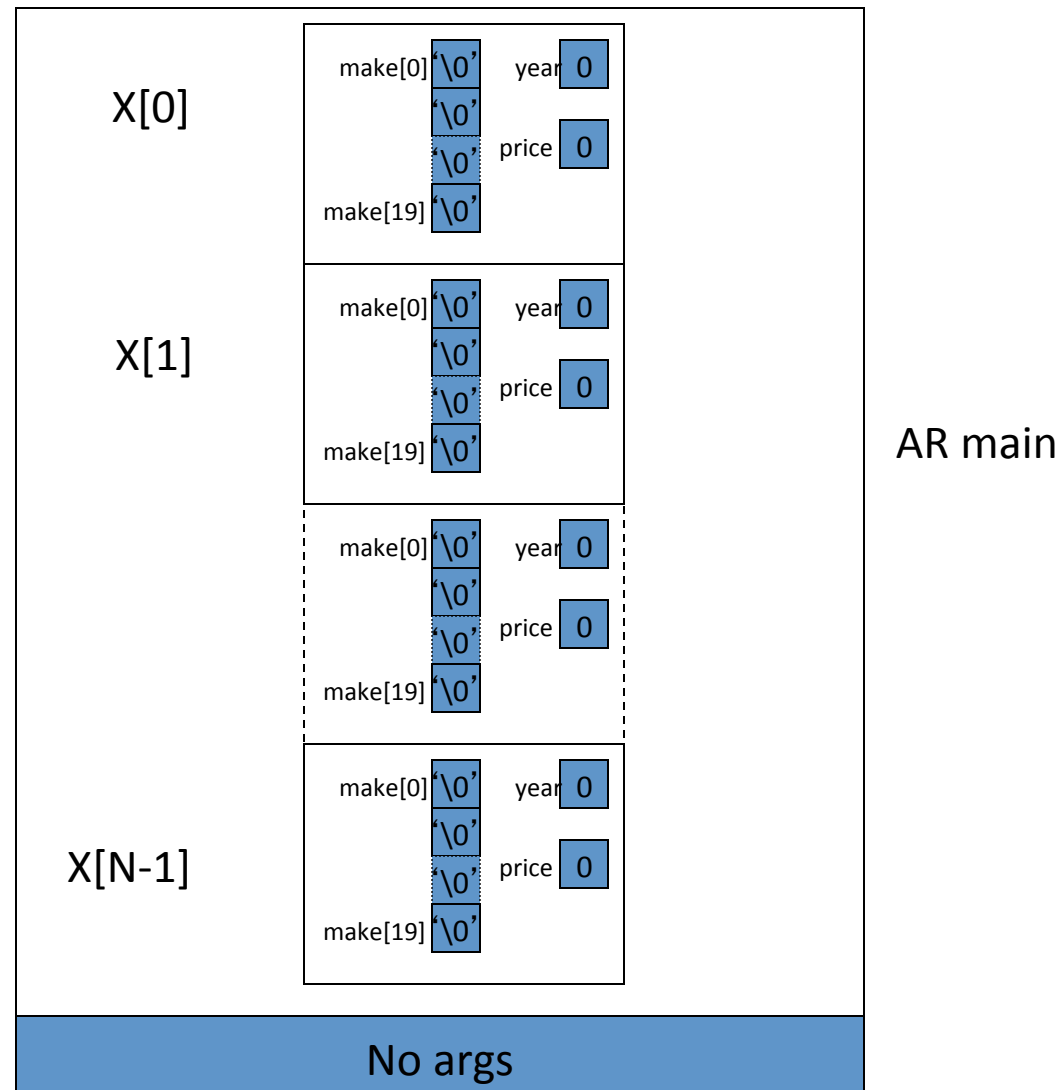 X[0]
make[0] ‘\0’ year 0
‘\0’
‘\0’ price 0
make[19] ‘\0’
X[1]
make[0] ‘\0’ year 0
‘\0’
‘\0’ price 0
make[19] ‘\0’
AR main
make[0] ‘\0’ year 0
‘\0’
‘\0’ price 0
make[19] ‘\0’
X[N-1]
make[0] ‘\0’ year 0
‘\0’
‘\0’ price 0
make[19] ‘\0’
No args